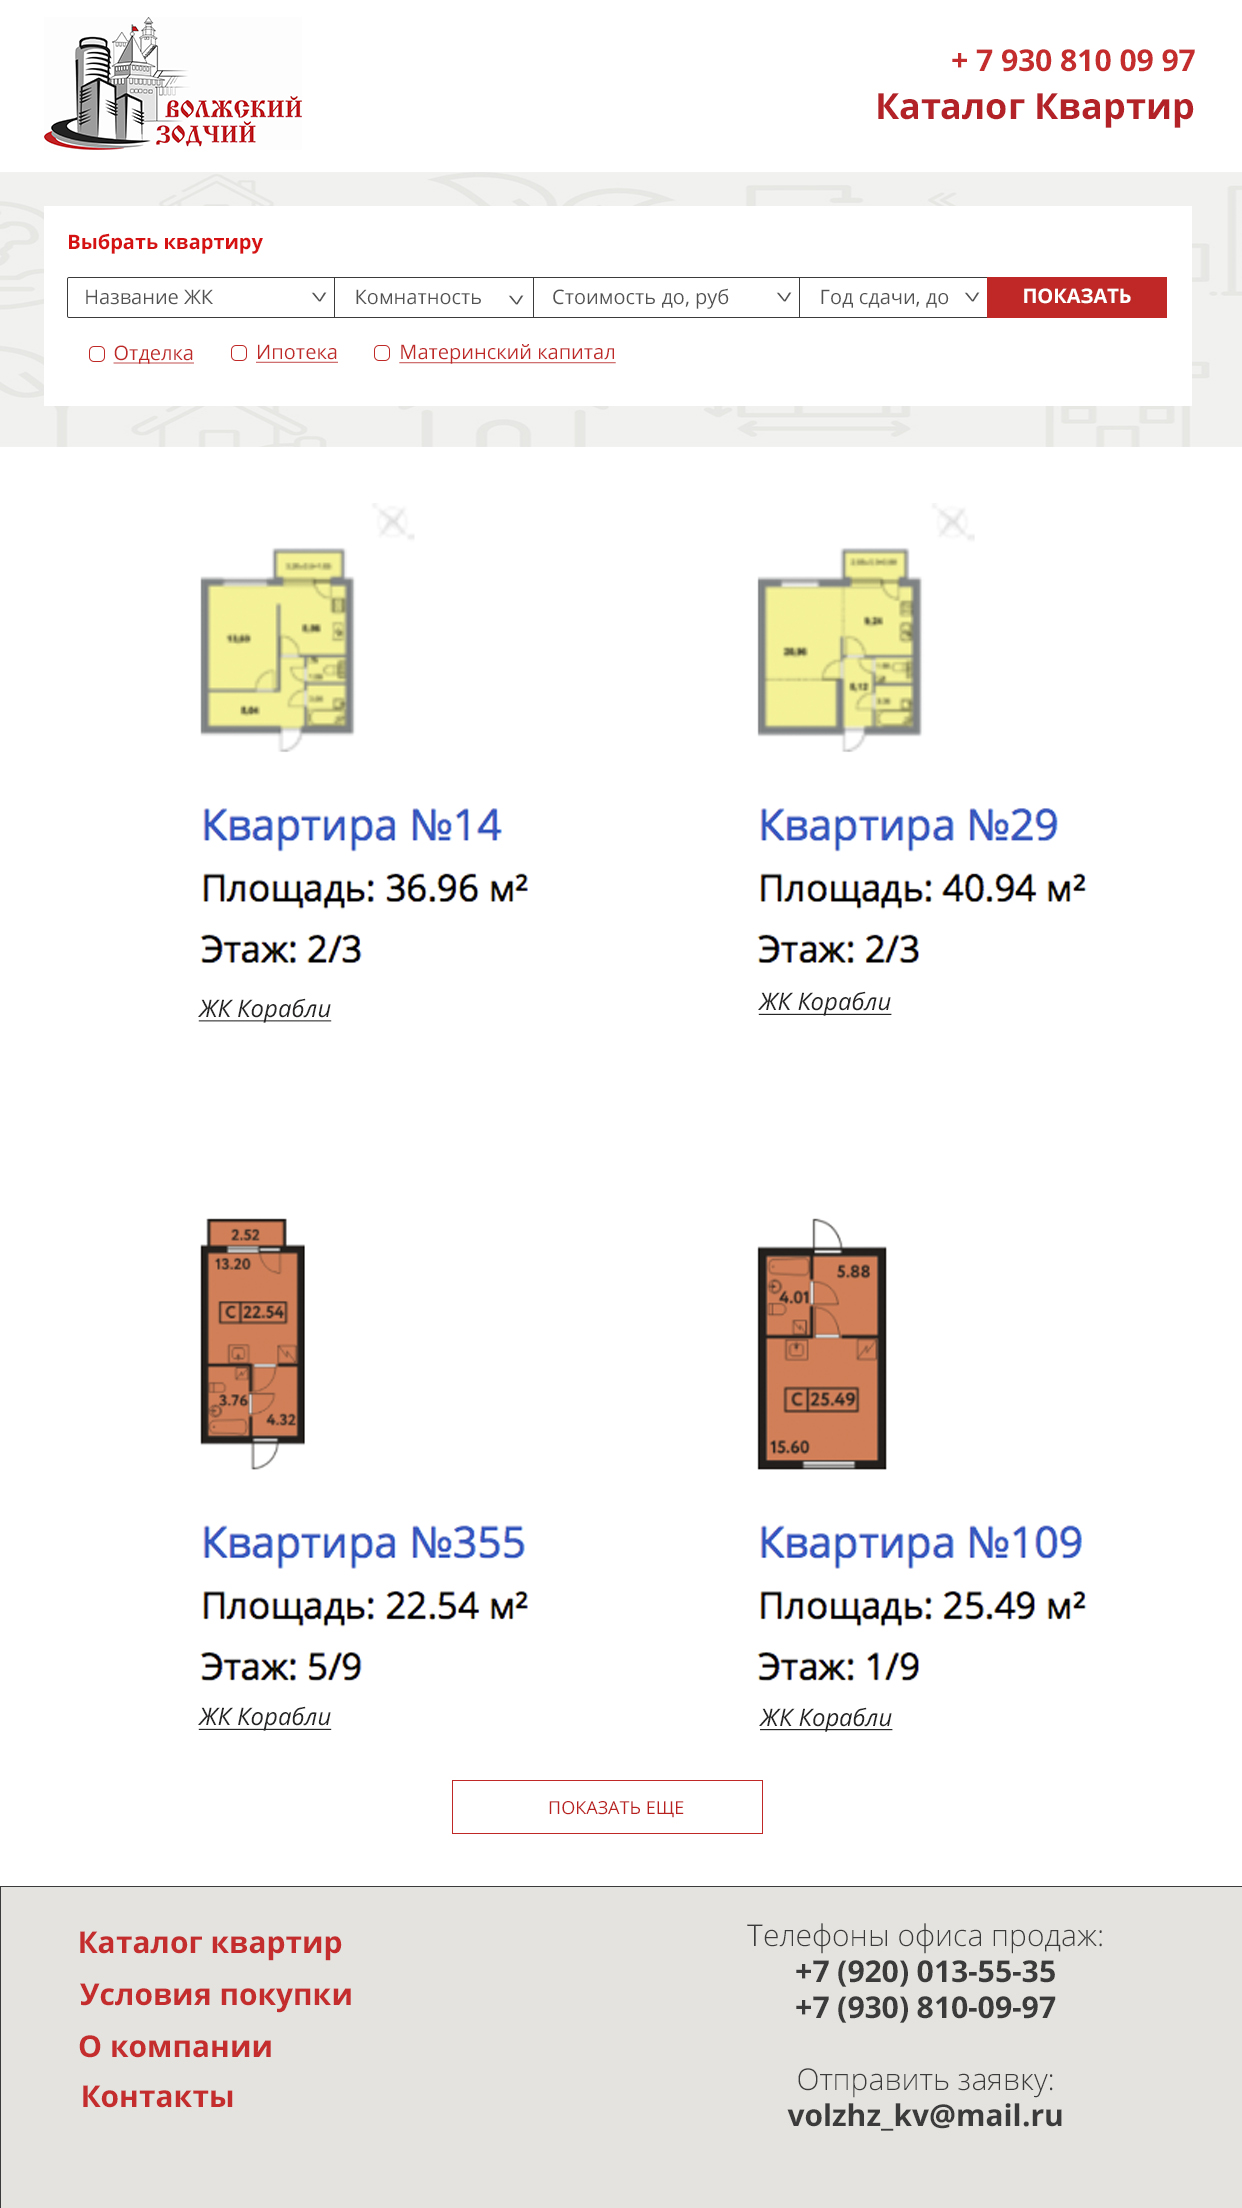 ВОЛЖСКИЙ
ЗОДЧИЙ
+ 7 930 810 09 97
Каталог Квартир
Выбрать квартиру
Название ЖК
Комнатность
Стоимость до, руб
Год сдачи, до
ПОКАЗАТЬ
Отделка
Ипотека
Материнский капитал
20,96
9,24
Квартира №14
Площадь: 36.96 м²
Этаж: 2/3
ЖК Корабли
Квартира №29
Площадь: 40.94 м²
Этаж: 2/3
ЖК Корабли
2.52
13.20
С 22.54
3.76
4.32
5.88
4.01
С 25.49
15.60
Квартира №355
Площадь: 22.54 м²
Этаж: 5/9
ЖК Корабли
Квартира №109
Площадь: 25.49 м²
Этаж: 1/9
ЖК Корабли
ПОКАЗАТЬ ЕЩЕ
Каталог квартир
Условия покупки
О компании
Контакты
Телефоны офиса продаж:
+7 (920) 013-55-35
+7 (930) 810-09-97
Отправить заявку:
volzhz_kv@mail.ru